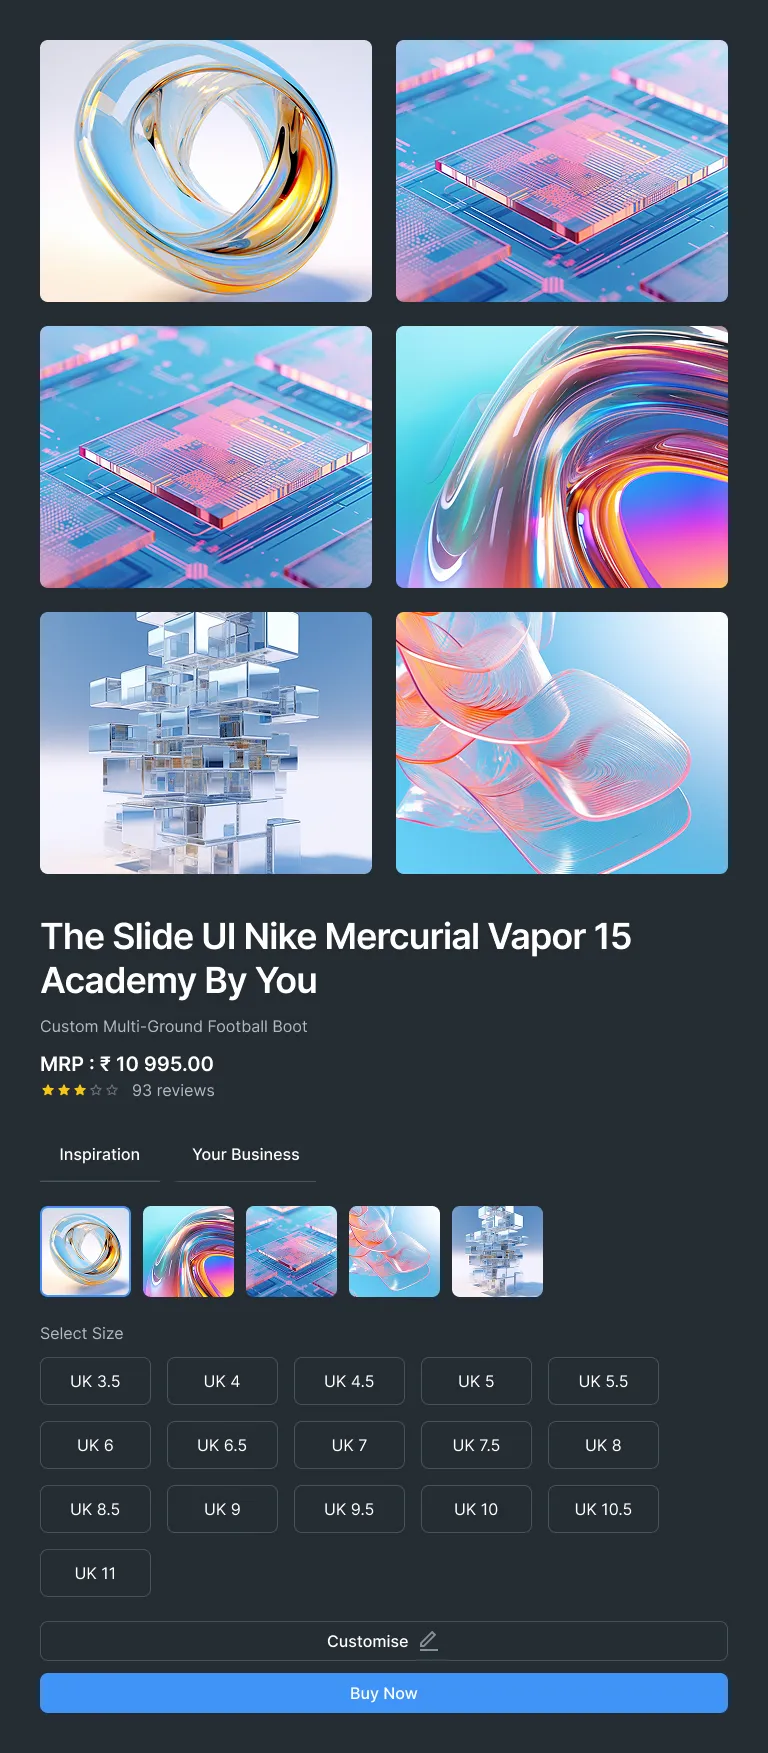 The Slide UI Nike Mercurial Vapor 15
Academy By You
Custom Multi-Ground Football Boot
MRP : ₹ 10 995.00
93 reviews
Inspiration
Your Business
Select Size
UK 3.5
UK 4
UK 4.5
UK 5
UK 5.5
UK 6
UK 6.5
UK 7
UK 7.5
UK 8
UK 8.5
UK 9
UK 9.5
UK 10
UK 10.5
UK 11
Customise
Buy Now